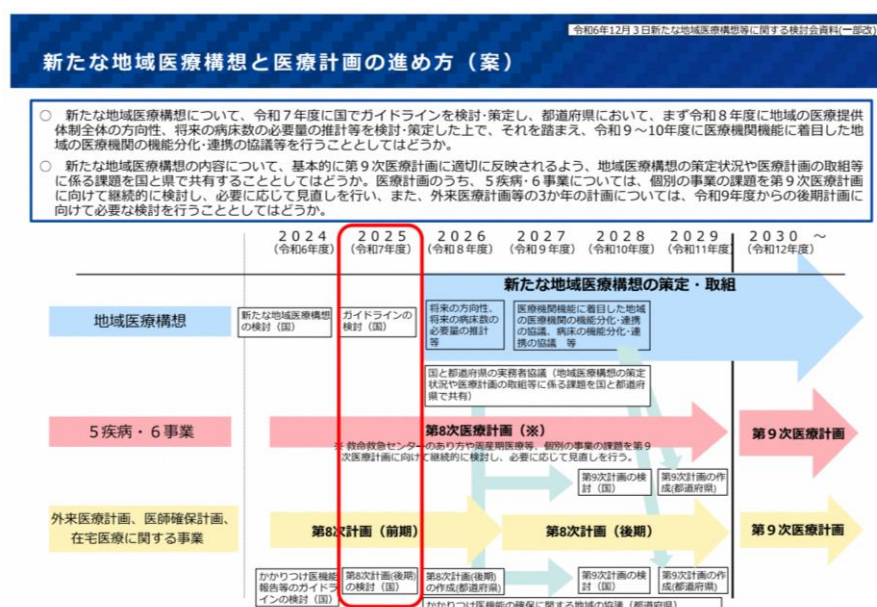 令和6年12月3日新たな地域医療構想等に関する検討会資料(一部改)
新たな地域医療構想と医療計画の進め方（案）
○　新たな地域医療構想について、令和７年度に国でガイドラインを検討・策定し、都道府県において、まず令和８年度に地域の医療提供
体制全体の方向性、将来の病床数の必要量の推計等を検討・策定した上で、それを踏まえ、令和９～10年度に医療機関機能に着目した地
域の医療機関の機能分化・連携の協議等を行うこととしてはどうか。
○　新たな地域医療構想の内容について、基本的に第９次医療計画に適切に反映されるよう、地域医療構想の策定状況や医療計画の取組等
に係る課題を国と県で共有することとしてはどうか。医療計画のうち、５疾病・６事業については、個別の事業の課題を第９次医療計画
に向けて継続的に検討し、必要に応じて見直しを行い、また、外来医療計画等の3か年の計画については、令和9年度からの後期計画に
向けて必要な検討を行うこととしてはどうか。
２０２４
（令和6年度）
２０２５
（令和7年度）
２０２６
（令和８年度）
２０２７
（令和９年度）
２０２８
（令和10年度）
２０２９
（令和11年度）
２０３０　～
（令和12年度）
新たな地域医療構想の策定・取組
地域医療構想
新たな地域医療構想
の検討（国）
ガイドラインの
検討（国）
将来の方向性、
将来の病床数の
必要量の推計
等
医療機関機能に着目した地域
の医療機関の機能分化・連携
の協議、病床の機能分化・連
携の協議　等
国と都道府県の実務者協議（地域医療構想の策定
状況や医療計画の取組等に係る課題を国と都道府
県で共有）
５疾病・６事業
第8次医療計画（※）
※ 救命救急センターのあり方や周産期医療等、個別の事業の課題を第９
次医療計画に向けて継続的に検討し、必要に応じて見直しを行う。
第９次医療計画
第9次計画の検
討（国）
第9次計画の作
成(都道府県)
外来医療計画、医師確保計画、
在宅医療に関する事業
第8次計画（前期）
第8次計画（後期）
第９次医療計画
かかりつけ医機能
報告等のガイドラ
インの検討（国）
第8次計画(後期)
の検討（国）
第8次計画(後期)
の作成(都道府県)
第9次計画の検
討（国）
第9次計画の作
成(都道府県)
かかりつけ医機能の確保に関する地域の協議（都道府県）